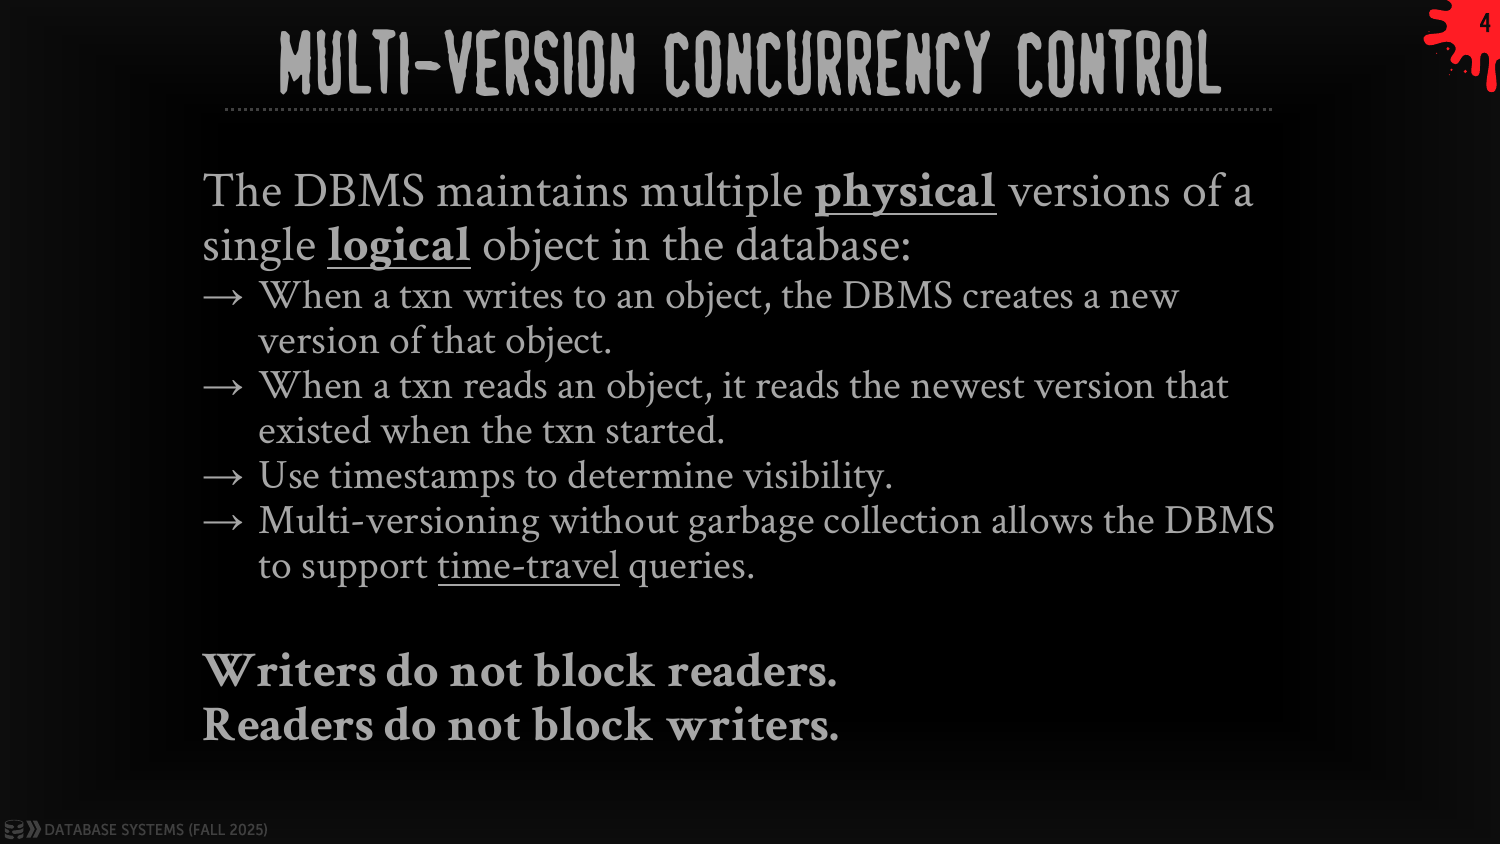 MULTI-VERSION CONCURRENCY CONTROL
4
The DBMS maintains multiple physical versions of a
single logical object in the database:
→ When a txn writes to an object, the DBMS creates a new
version of that object.
→ When a txn reads an object, it reads the newest version that
existed when the txn started.
→ Use timestamps to determine visibility.
→ Multi-versioning without garbage collection allows the DBMS
to support time-travel queries.
Writers do not block readers.
Readers do not block writers.
DATABASE SYSTEMS (FALL 2025)